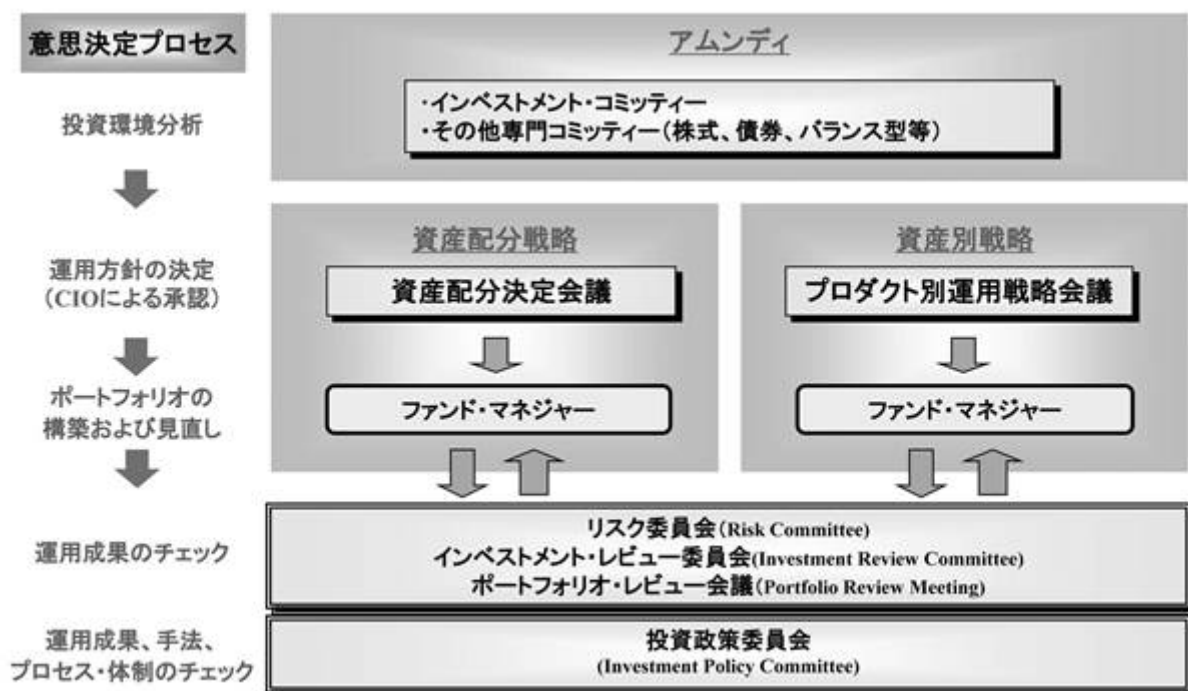 意思決定プロセス
アムンディ
投資環境分析
・インベストメント・コミッティー
・その他専門コミッティー(株式、債券、バランス型等)
運用方針の決定
(CIOによる承認)
資産配分戦略
資産配分決定会議
資産別戦略
プロダクト別運用戦略会議
ポートフォリオの
構築および見直し
ファンド・マネジャー
ファンド・マネジャー
運用成果のチェック
リスク委員会(Risk Committee)
インベストメント・レビュー委員会(Investment Review Committee)
ポートフォリオ・レビュー会議(Portfolio Review Meeting)
運用成果、手法、
プロセス・体制のチェック
投資政策委員会
(Investment Policy Committee)